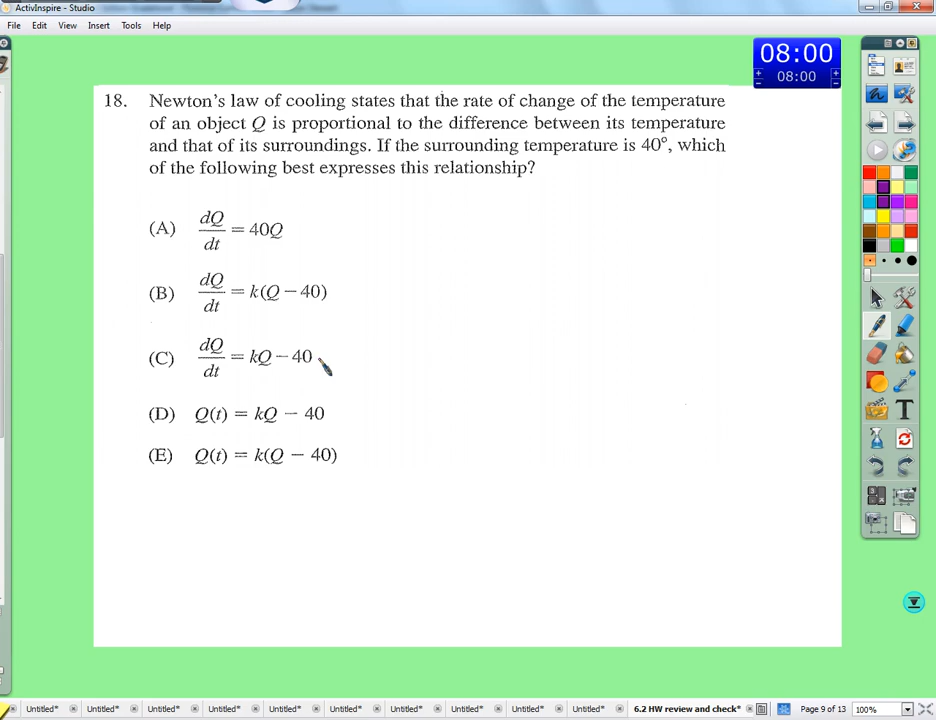 ActivInspire - Studio
File Edit View Insert Tools Help
08:00
08:00
18. Newton's law of cooling states that the rate of change of the temperature
of an object Q is proportional to the difference between its temperature
and that of its surroundings. If the surrounding temperature is 40°, which
of the following best expresses this relationship?
(A) dQ/dt = 40Q
(B) dQ/dt = k(Q − 40)
(C) dQ/dt = kQ − 40
(D) Q(t) = kQ − 40
(E) Q(t) = k(Q − 40)
Untitled* Untitled* Untitled* Untitled* Untitled* Untitled* Untitled* Untitled* Untitled* Untitled* 6.2 HW review and check* Page 9 of 13 100%